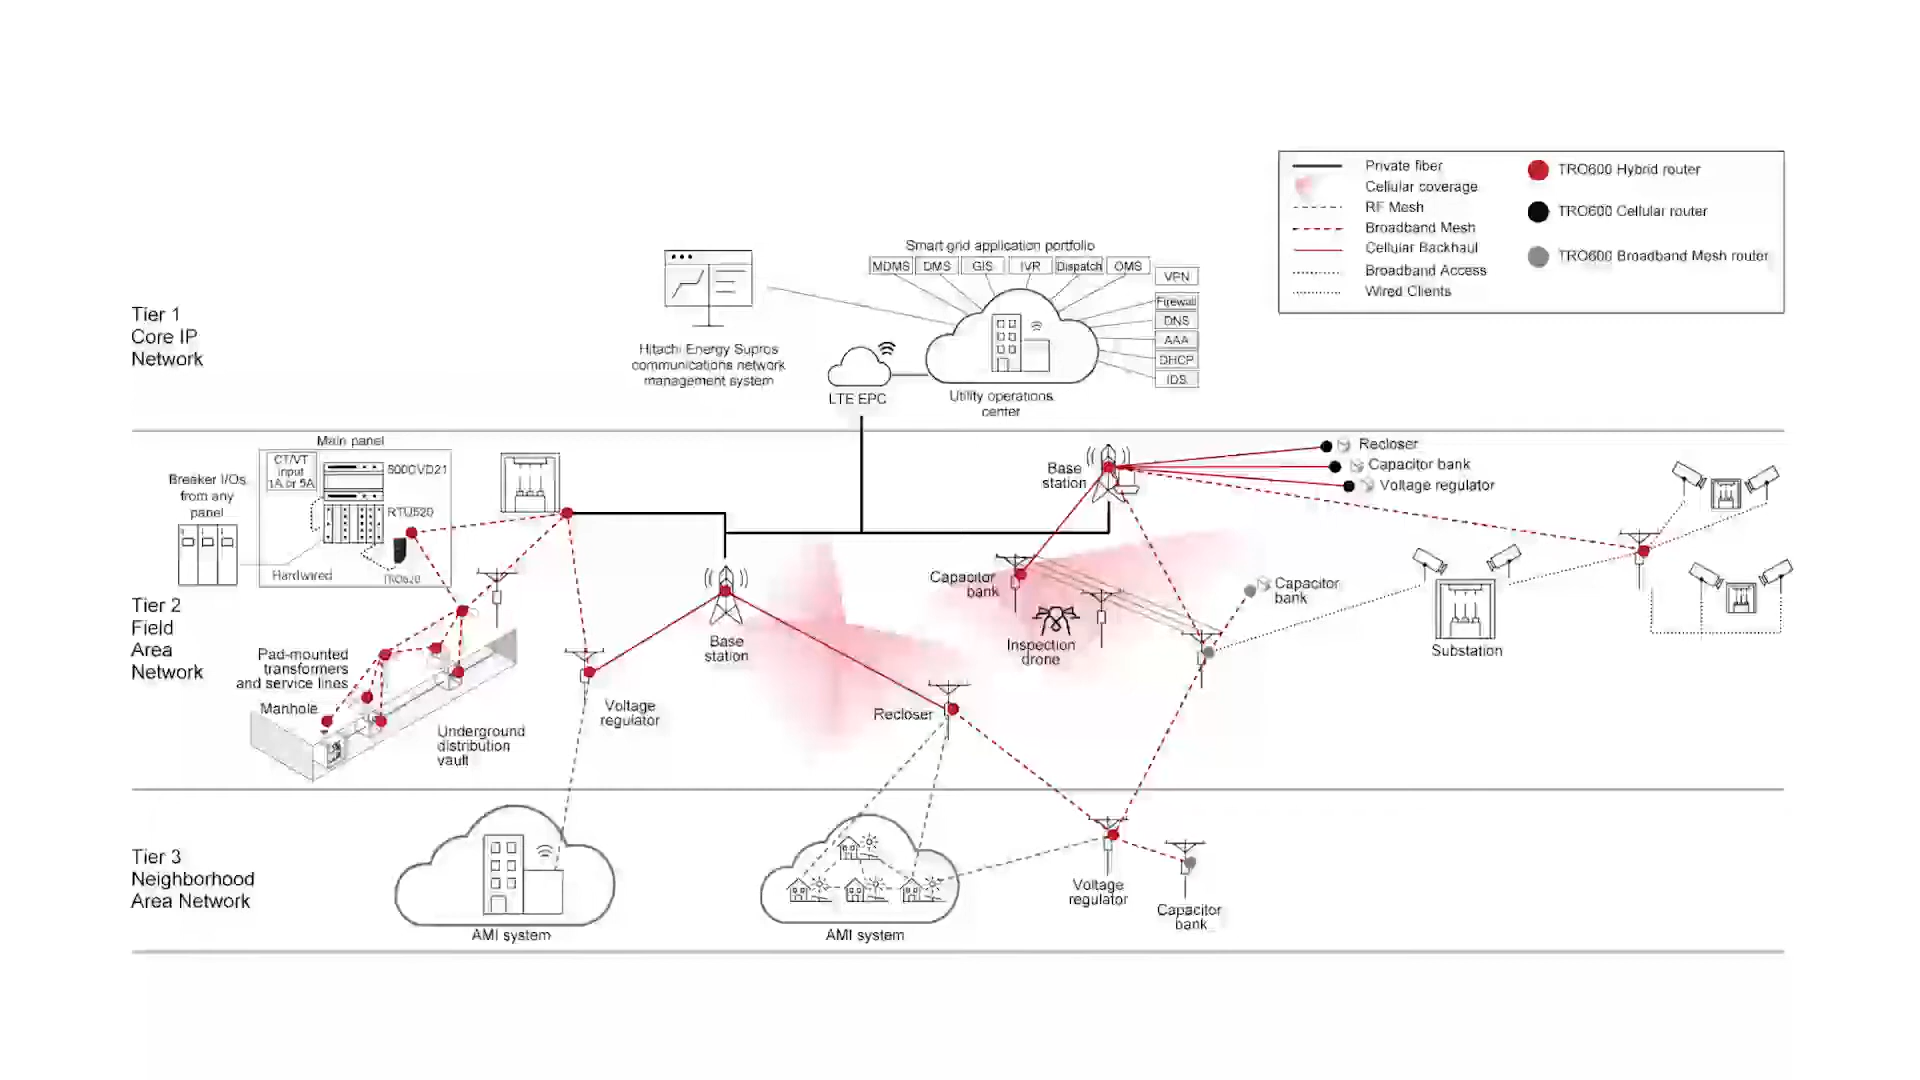 Private fiber
Cellular coverage
RF Mesh
Broadband Mesh
Cellular Backhaul
Broadband Access
Wired Clients
TRO600 Hybrid router
TRO600 Cellular router
TRO600 Broadband Mesh router
Tier 1
Core IP
Network
Hitachi Energy Supros
communications network
management system
Smart grid application portfolio
MDMS
DMS
GIS
IVR
Dispatch
OMS
VPN
Firewall
DNS
AAA
DHCP
IDS
LTE EPC
Utility operations
center
Tier 2
Field
Area
Network
Main panel
CT/VT
input
1A or 5A
500CVD21
RTU520
TRO620
Hardwired
Breaker I/Os
from any
panel
Pad-mounted
transformers
and service lines
Manhole
Underground
distribution
vault
Voltage
regulator
Base
station
Recloser
Base
station
Capacitor
bank
Inspection
drone
Recloser
Capacitor bank
Voltage regulator
Capacitor
bank
Substation
Tier 3
Neighborhood
Area Network
AMI system
AMI system
Voltage
regulator
Capacitor
bank